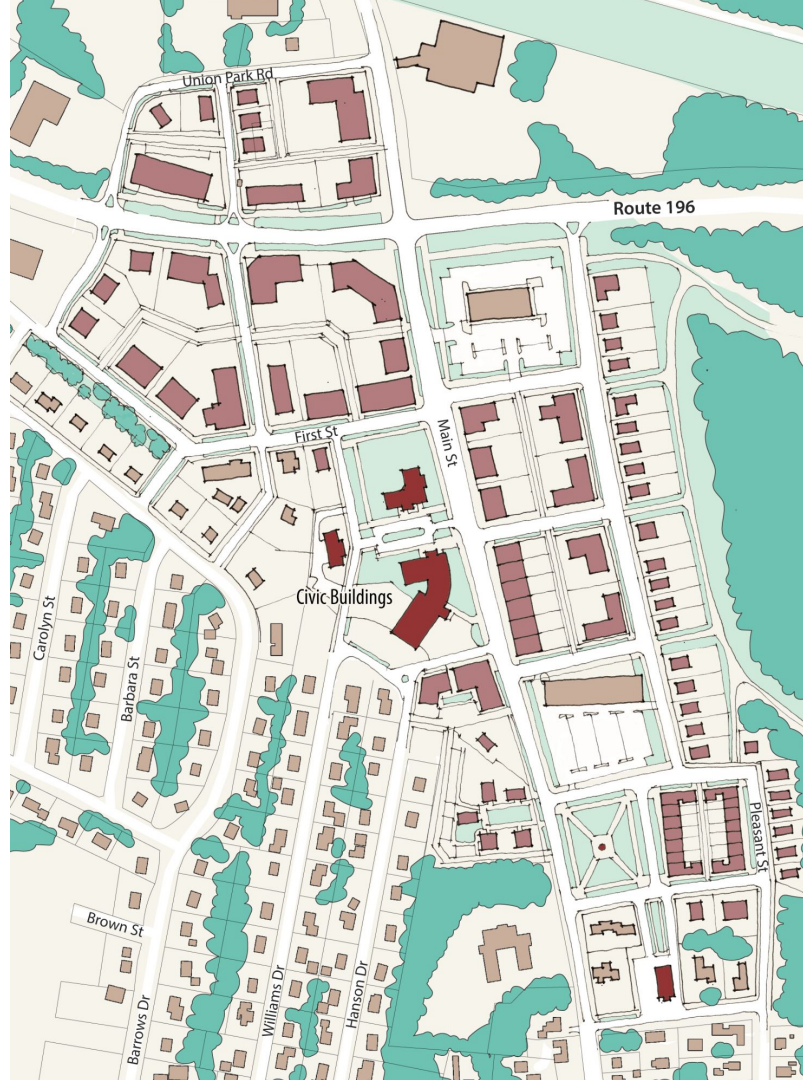 Union Park Rd
Route 196
First St
Main St
Civic Buildings
Carolyn St
Barbara St
Pleasant St
Brown St
Barrows Dr
Williams Dr
Hanson Dr